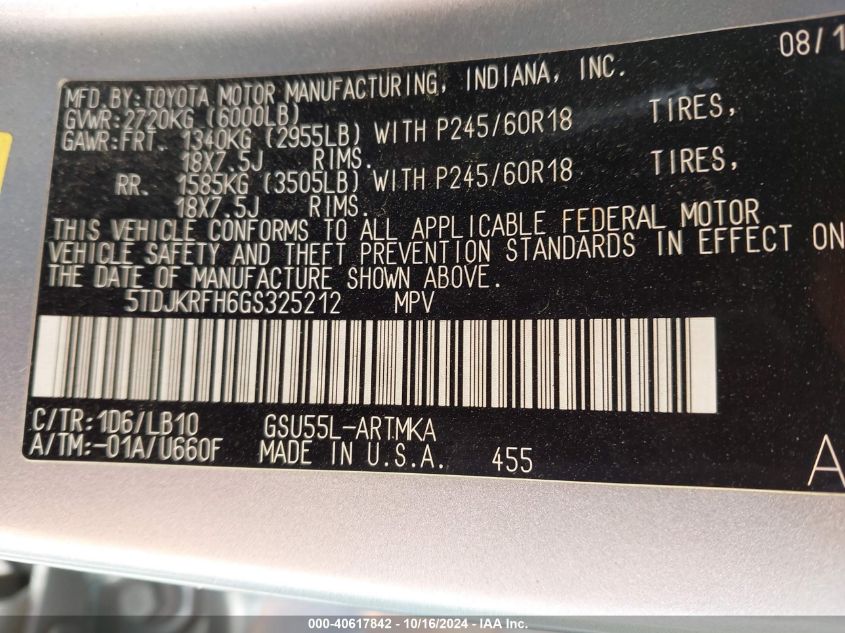 08/1
MFD. BY: TOYOTA MOTOR MANUFACTURING, INDIANA, INC.
GVWR: 2720KG (6000LB)
GAWR: FRT. 1340KG (2955LB) WITH P245/60R18 TIRES,
18X7.5J RIMS.
RR. 1585KG (3505LB) WITH P245/60R18 TIRES,
18X7.5J RIMS.
THIS VEHICLE CONFORMS TO ALL APPLICABLE FEDERAL MOTOR
VEHICLE SAFETY AND THEFT PREVENTION STANDARDS IN EFFECT ON
THE DATE OF MANUFACTURE SHOWN ABOVE.
5TDJKRFH6GS325212 MPV
C/TR: 1D6/LB10 GSU55L-ARTMKA
A/TM: -01A/U660F MADE IN U.S.A. 455 A
000-40617842 - 10/16/2024 - IAA Inc.